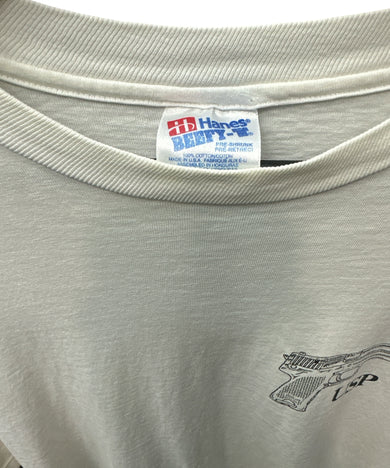 Hanes
BEEFY-T
PRE-SHRUNK
PRE-RETRECI
100% COTTON/COTON
MADE IN U.S.A. FABRIQUE AUX É-U
ASSEMBLED IN HONDURAS
USP